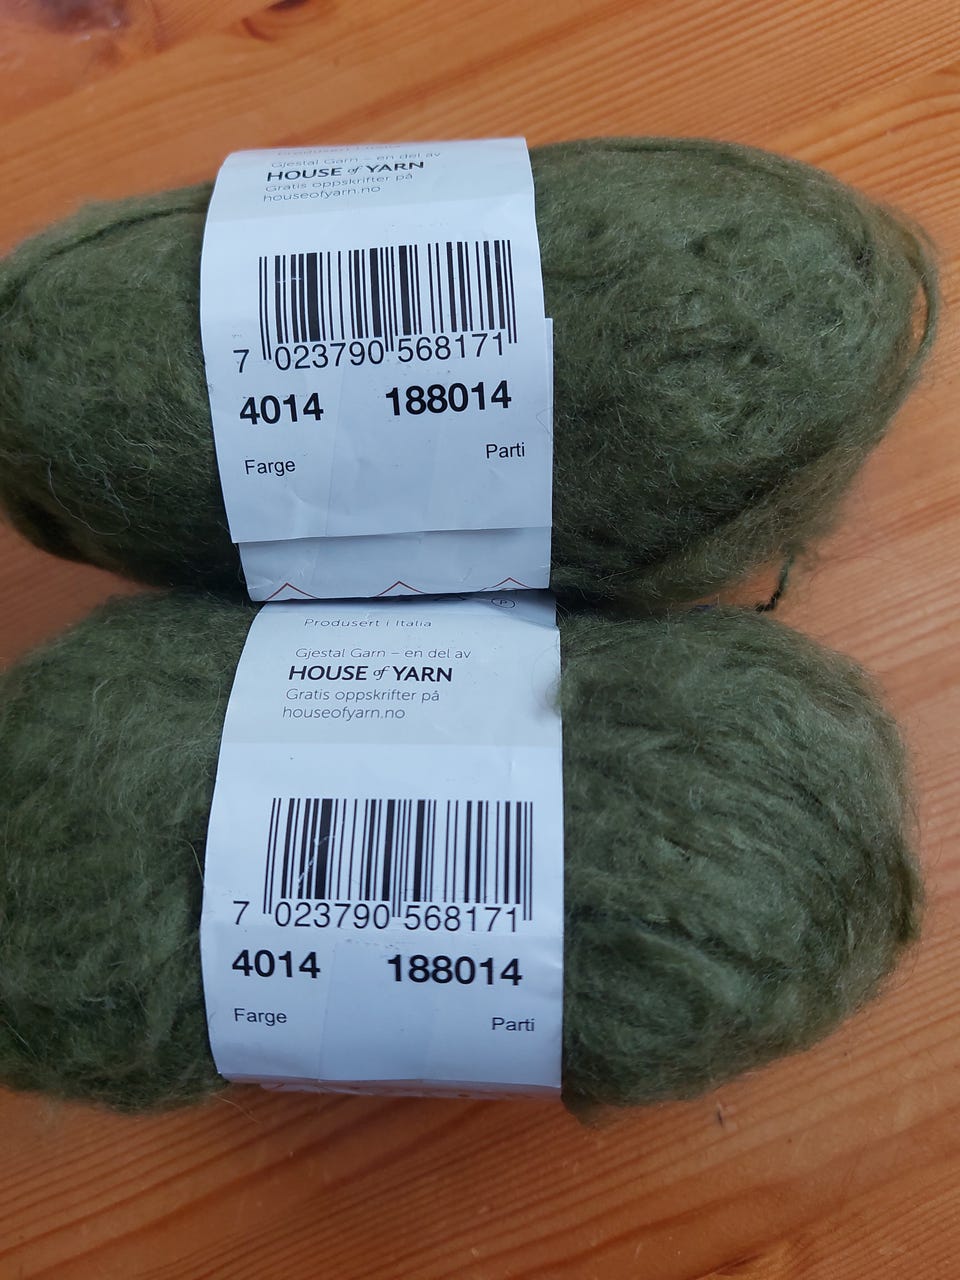 Produsert i Italia
Gjestal Garn – en del av
HOUSE of YARN
Gratis oppskrifter på
houseofyarn.no
7 023790 568171
4014 188014
Farge Parti
P
Produsert i Italia
Gjestal Garn – en del av
HOUSE of YARN
Gratis oppskrifter på
houseofyarn.no
7 023790 568171
4014 188014
Farge Parti